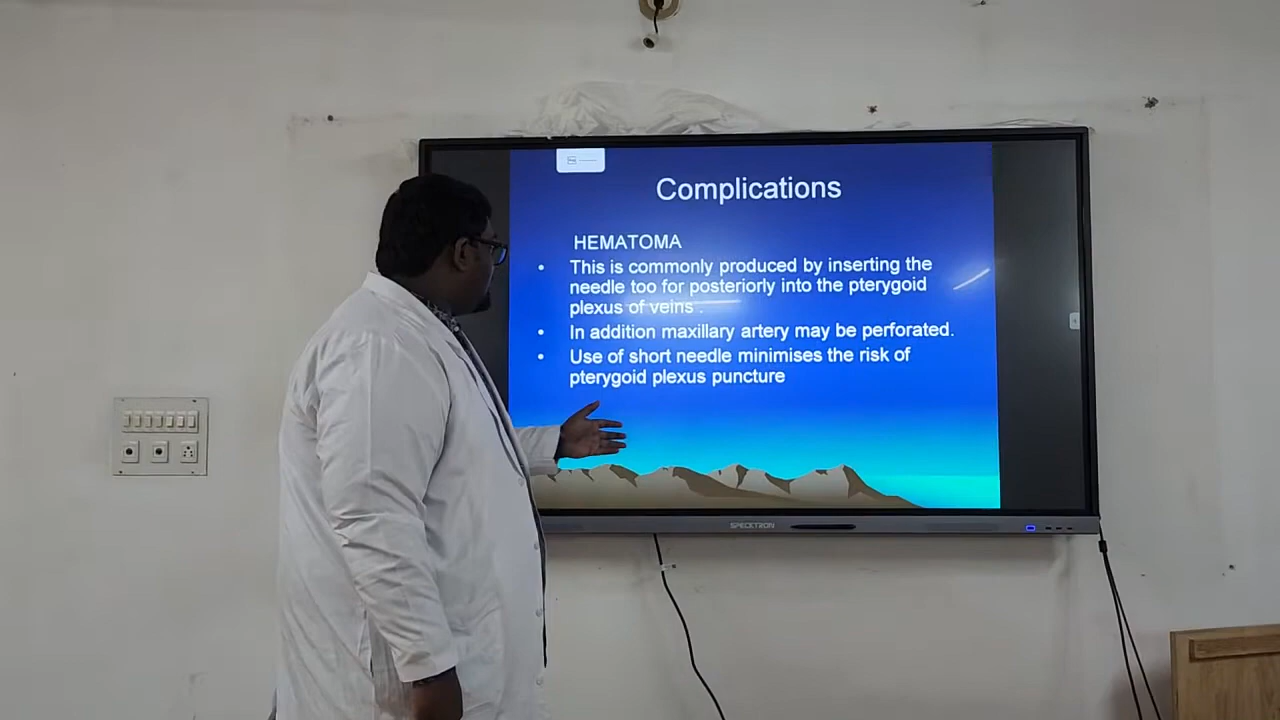 Complications
HEMATOMA
• This is commonly produced by inserting the
needle too for posteriorly into the pterygoid
plexus of veins .
• In addition maxillary artery may be perforated.
• Use of short needle minimises the risk of
pterygoid plexus puncture
SPECKTRON